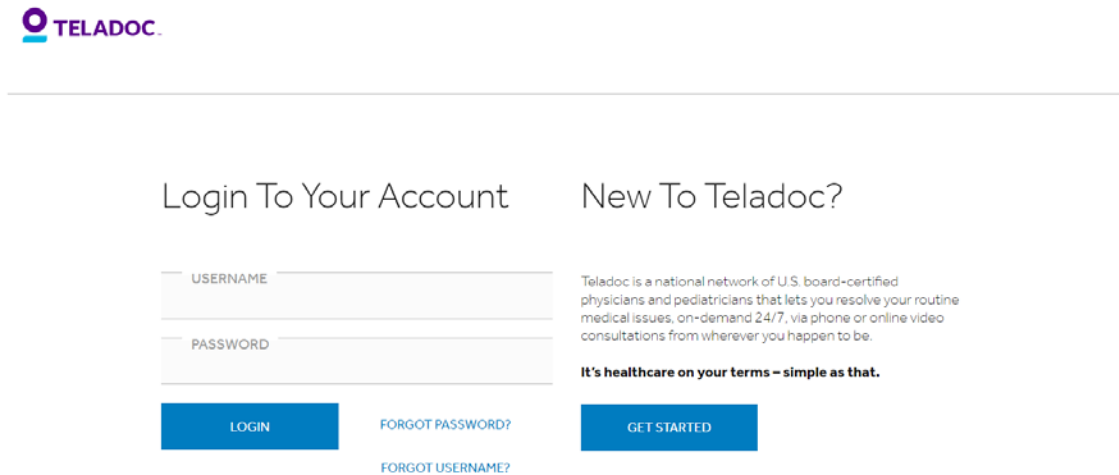 TELADOC
Login To Your Account
USERNAME
PASSWORD
LOGIN
FORGOT PASSWORD?
FORGOT USERNAME?
New To Teladoc?
Teladoc is a national network of U.S. board-certified
physicians and pediatricians that lets you resolve your routine
medical issues, on-demand 24/7, via phone or online video
consultations from wherever you happen to be.
It's healthcare on your terms – simple as that.
GET STARTED